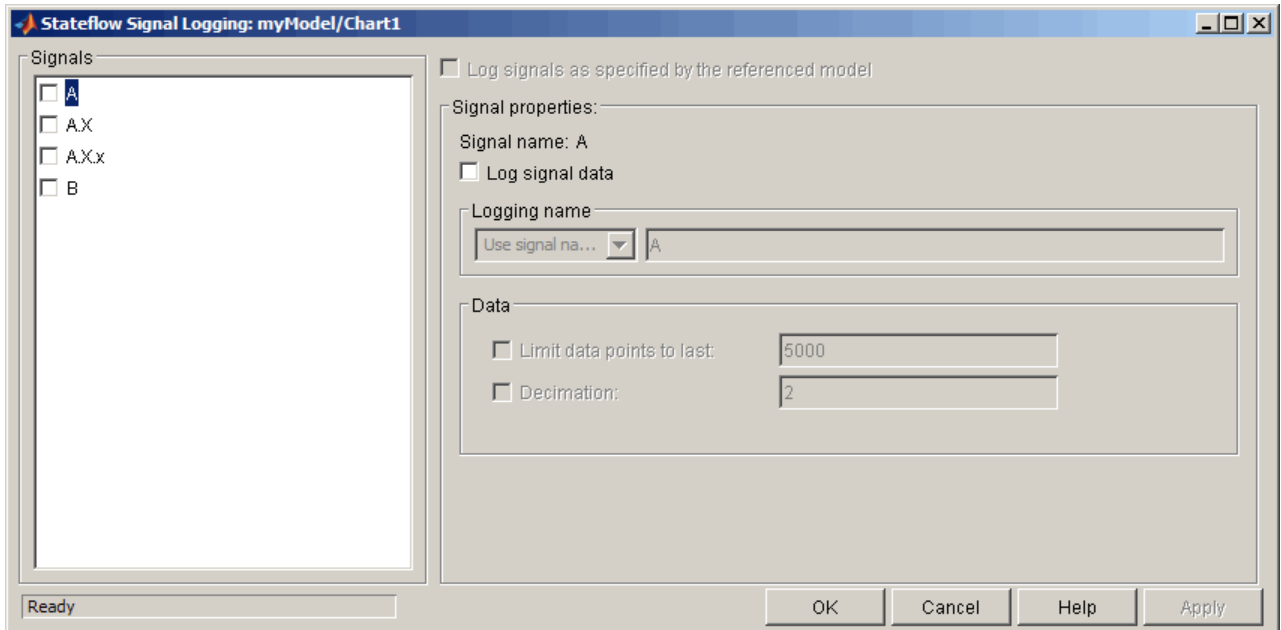 Stateflow Signal Logging: myModel/Chart1
Signals
A
A.X
A.X.x
B
Log signals as specified by the referenced model
Signal properties:
Signal name: A
Log signal data
Logging name
Use signal na... A
Data
Limit data points to last: 5000
Decimation: 2
Ready
OK Cancel Help Apply